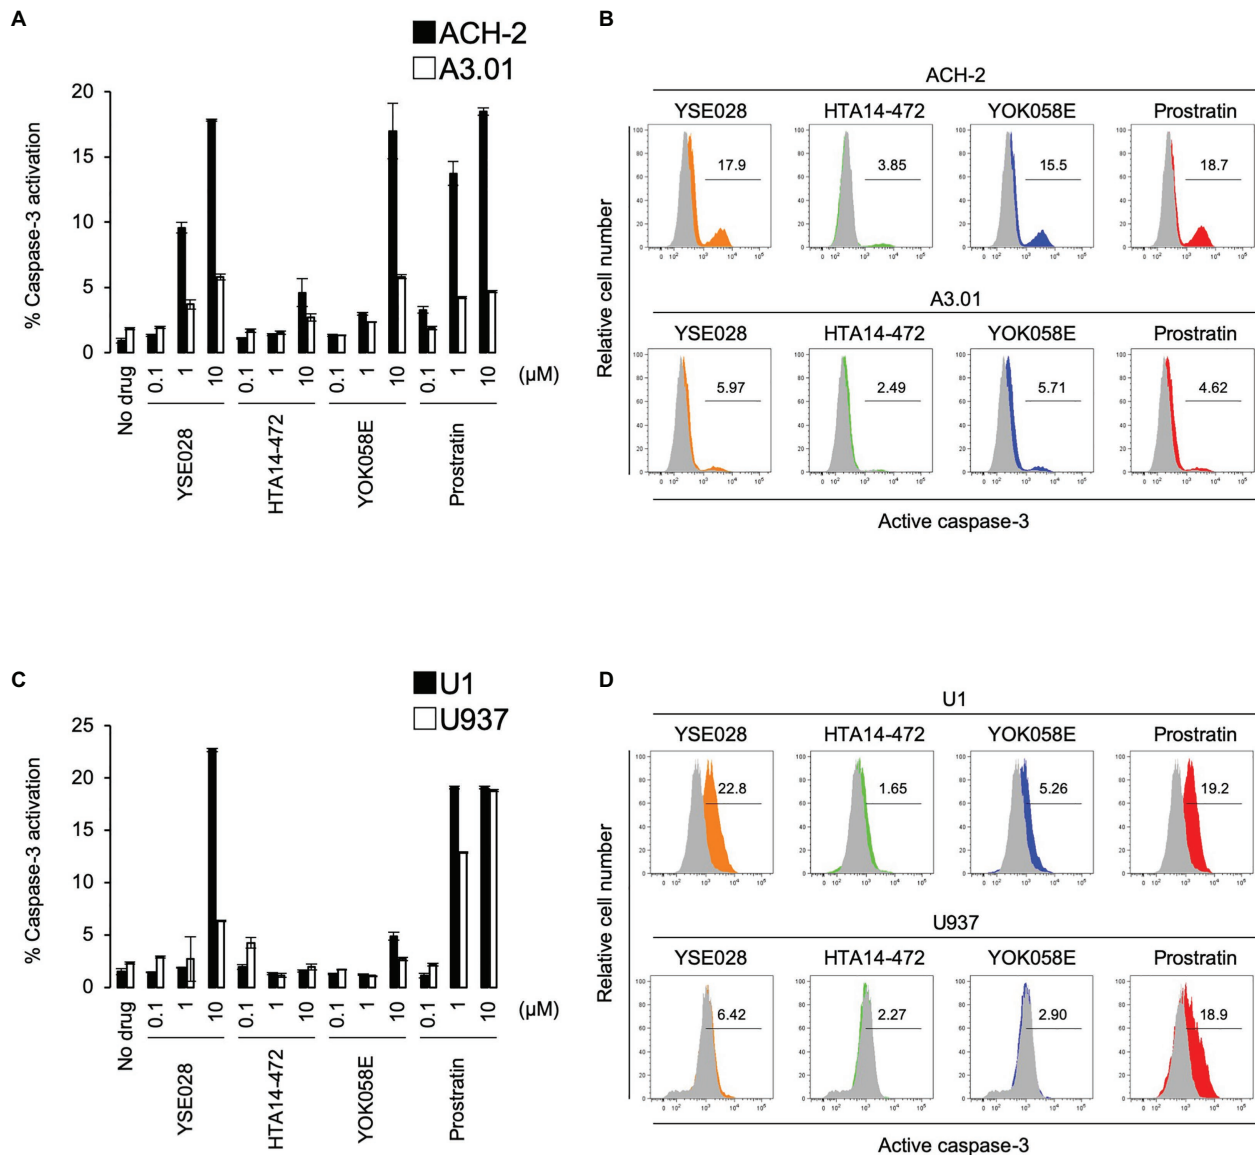 A
ACH-2
A3.01
% Caspase-3 activation
20
15
10
5
0
No drug
0.1 1 10 0.1 1 10 0.1 1 10 0.1 1 10 (μM)
YSE028
HTA14-472
YOK058E
Prostratin
B
ACH-2
YSE028 HTA14-472 YOK058E Prostratin
17.9 3.85 15.5 18.7
A3.01
YSE028 HTA14-472 YOK058E Prostratin
5.97 2.49 5.71 4.62
Relative cell number
Active caspase-3
C
U1
U937
% Caspase-3 activation
25
20
15
10
5
0
No drug
0.1 1 10 0.1 1 10 0.1 1 10 0.1 1 10 (μM)
YSE028
HTA14-472
YOK058E
Prostratin
D
U1
YSE028 HTA14-472 YOK058E Prostratin
22.8 1.65 5.26 19.2
U937
YSE028 HTA14-472 YOK058E Prostratin
6.42 2.27 2.90 18.9
Relative cell number
Active caspase-3